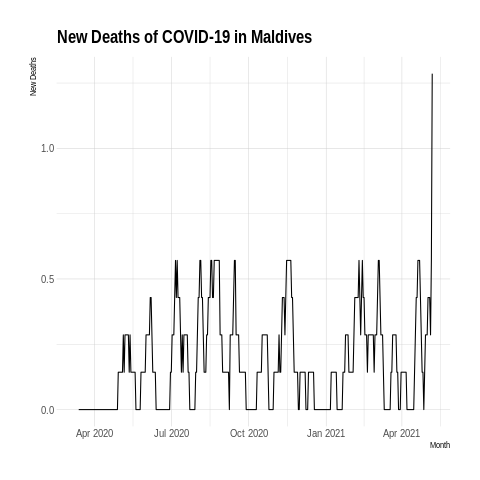 New Deaths of COVID-19 in Maldives
New Deaths
1.0
0.5
0.0
Apr 2020 Jul 2020 Oct 2020 Jan 2021 Apr 2021
Month